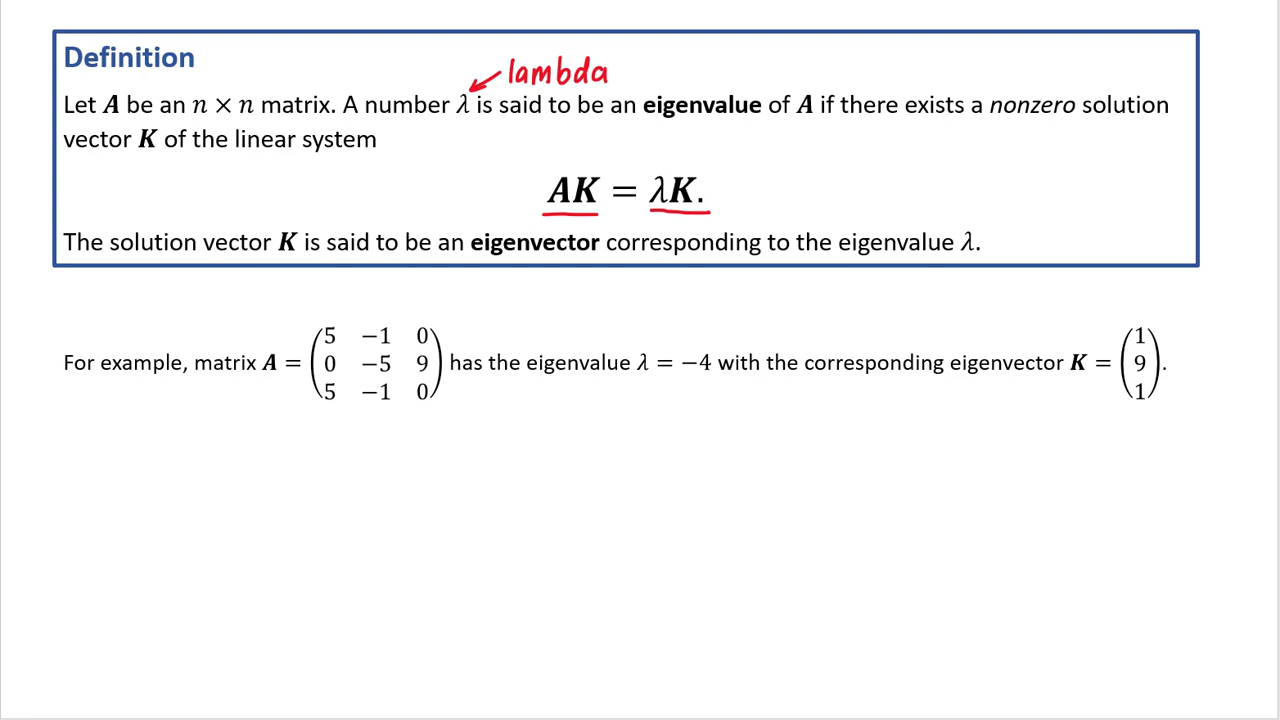 Definition
lambda
Let A be an n × n matrix. A number λ is said to be an eigenvalue of A if there exists a nonzero solution
vector K of the linear system
AK = λK.
The solution vector K is said to be an eigenvector corresponding to the eigenvalue λ.
For example, matrix A = (5 −1 0; 0 −5 9; 5 −1 0) has the eigenvalue λ = −4 with the corresponding eigenvector K = (1; 9; 1).